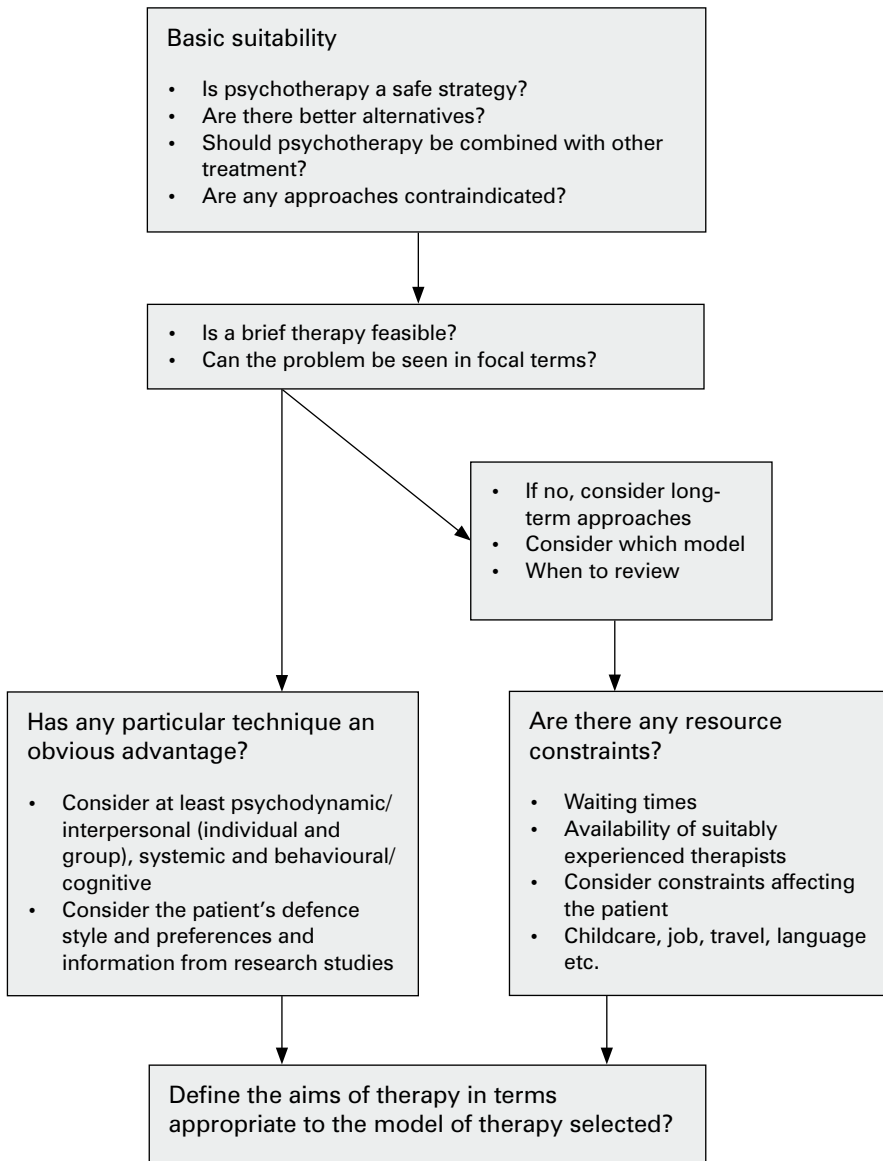 Basic suitability
• Is psychotherapy a safe strategy?
• Are there better alternatives?
• Should psychotherapy be combined with other
treatment?
• Are any approaches contraindicated?
• Is a brief therapy feasible?
• Can the problem be seen in focal terms?
• If no, consider long-
term approaches
• Consider which model
• When to review
Has any particular technique an
obvious advantage?
• Consider at least psychodynamic/
interpersonal (individual and
group), systemic and behavioural/
cognitive
• Consider the patient’s defence
style and preferences and
information from research studies
Are there any resource
constraints?
• Waiting times
• Availability of suitably
experienced therapists
• Consider constraints affecting
the patient
• Childcare, job, travel, language
etc.
Define the aims of therapy in terms
appropriate to the model of therapy selected?